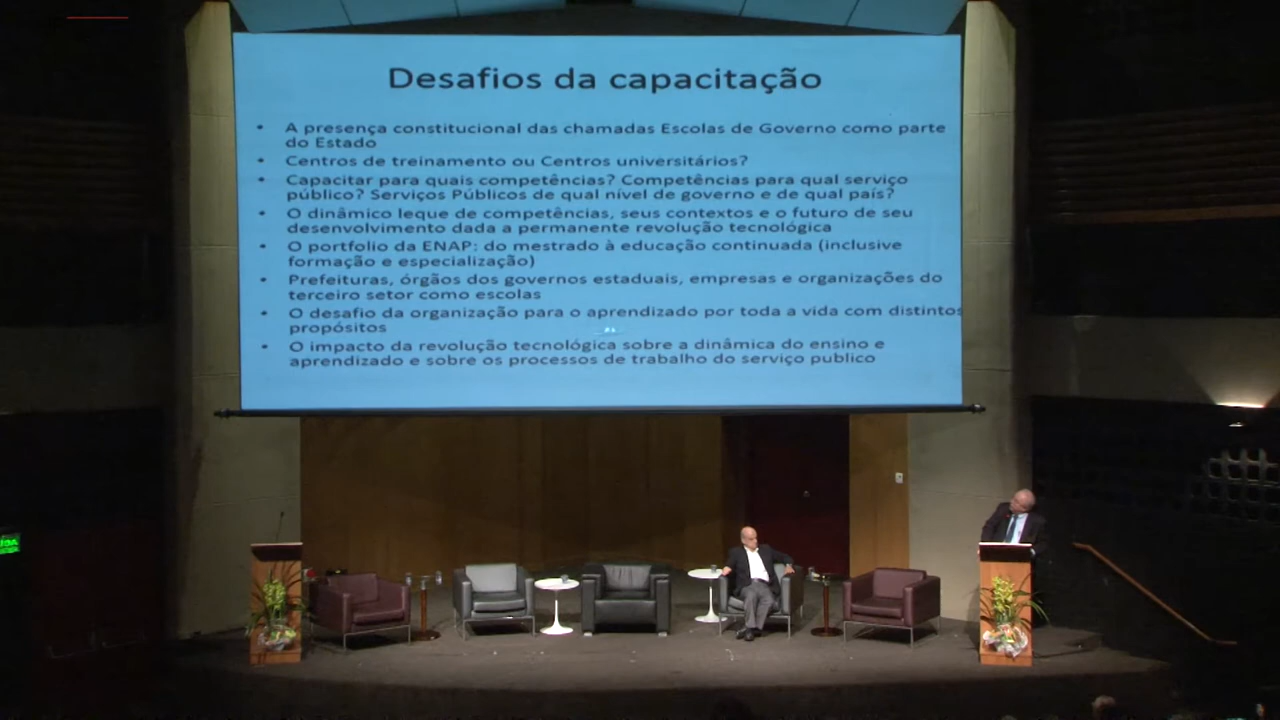 Desafios da capacitação
• A presença constitucional das chamadas Escolas de Governo como parte
do Estado
• Centros de treinamento ou Centros universitários?
• Capacitar para quais competências? Competências para qual serviço
público? Serviços Públicos de qual nível de governo e de qual país?
• O dinâmico leque de competências, seus contextos e o futuro de seu
desenvolvimento dada a permanente revolução tecnológica
• O portfolio da ENAP: do mestrado à educação continuada (inclusive
formação e especialização)
• Prefeituras, órgãos dos governos estaduais, empresas e organizações do
terceiro setor como escolas
• O desafio da organização para o aprendizado por toda a vida com distintos
propósitos
• O impacto da revolução tecnológica sobre a dinâmica do ensino e
aprendizado e sobre os processos de trabalho do serviço publico